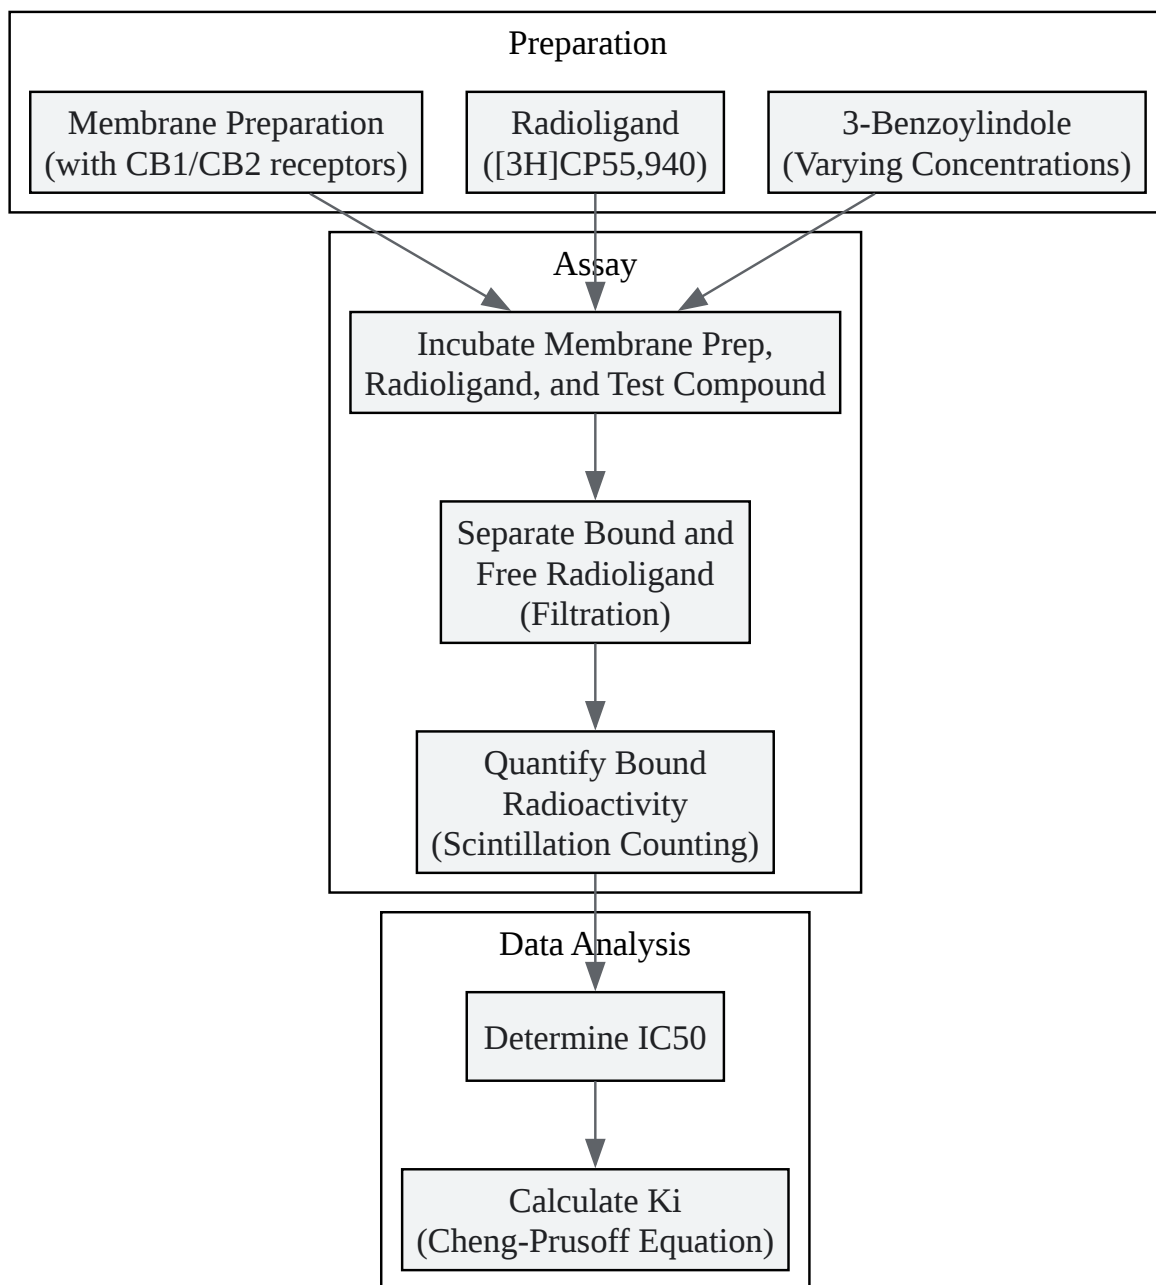 Preparation
Membrane Preparation
(with CB1/CB2 receptors)
Radioligand
([3H]CP55,940)
3-Benzoylindole
(Varying Concentrations)
Assay
Incubate Membrane Prep,
Radioligand, and Test Compound
Separate Bound and
Free Radioligand
(Filtration)
Quantify Bound
Radioactivity
(Scintillation Counting)
Data Analysis
Determine IC50
Calculate Ki
(Cheng-Prusoff Equation)